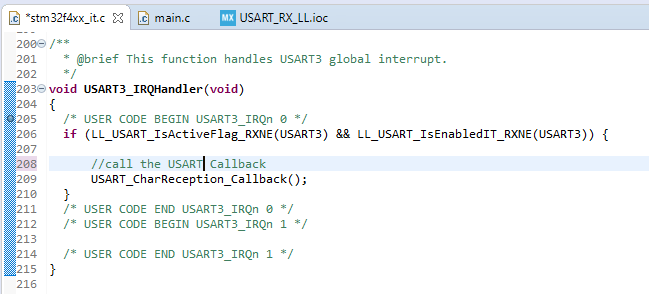 *stm32f4xx_it.c main.c USART_RX_LL.ioc
200 /**
201 * @brief This function handles USART3 global interrupt.
202 */
203 void USART3_IRQHandler(void)
204 {
205 /* USER CODE BEGIN USART3_IRQn 0 */
206 if (LL_USART_IsActiveFlag_RXNE(USART3) && LL_USART_IsEnabledIT_RXNE(USART3)) {
207
208 //call the USART Callback
209 USART_CharReception_Callback();
210 }
211 /* USER CODE END USART3_IRQn 0 */
212 /* USER CODE BEGIN USART3_IRQn 1 */
213
214 /* USER CODE END USART3_IRQn 1 */
215 }
216